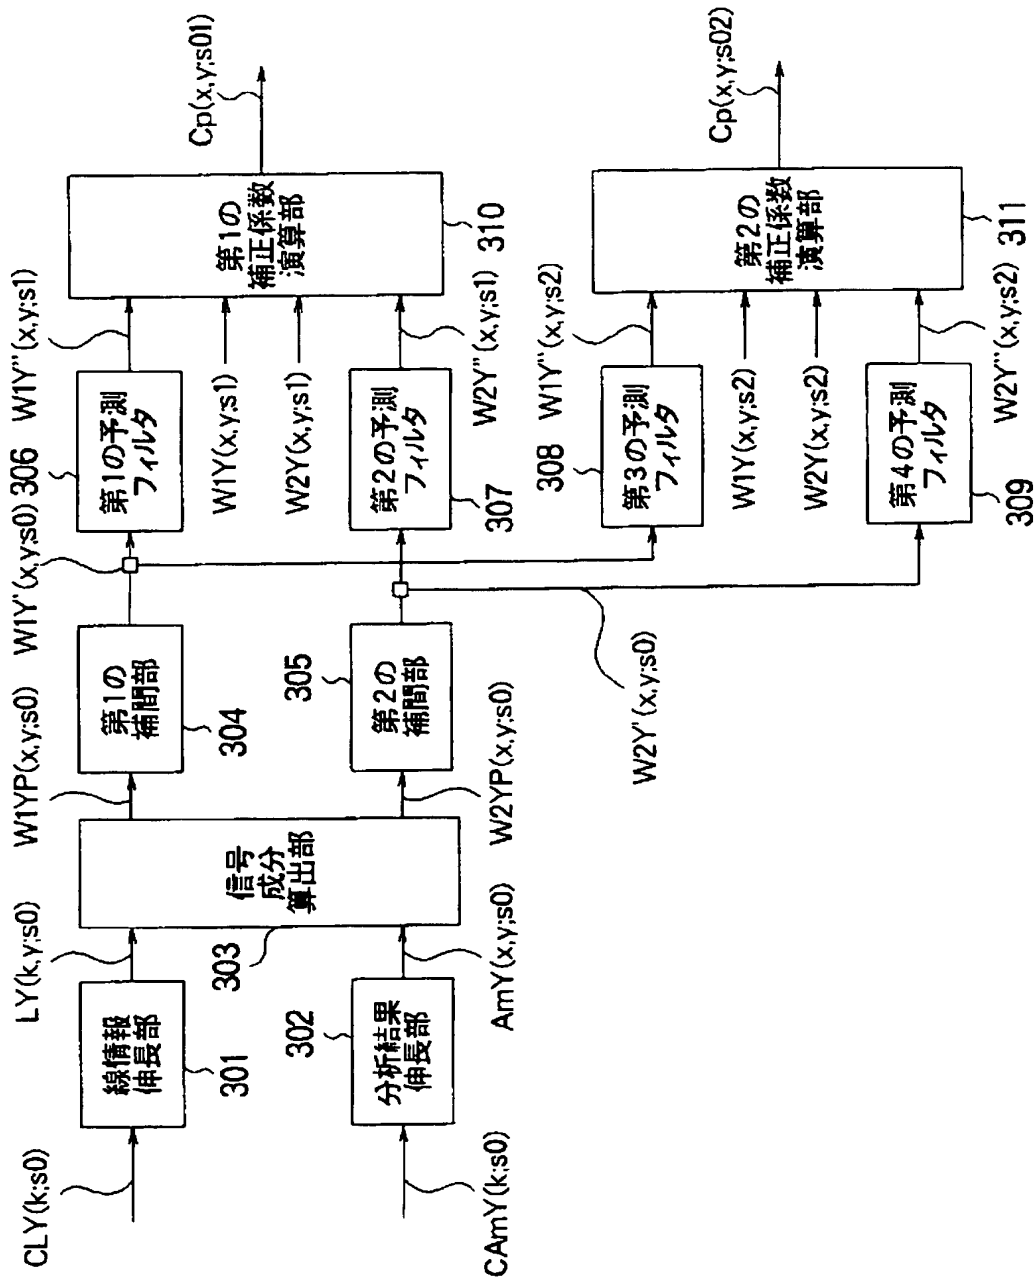 CLY(k;s0)
線情報
伸長部
301
LY(k,y;s0)
CAmY(k;s0)
分析結果
伸長部
302
AmY(x,y;s0)
信号
成分
算出部
303
W1YP(x,y;s0)
W2YP(x,y;s0)
第1の
補間部
304
第2の
補間部
305
W1Y'(x,y;s0)
W2Y'(x,y;s0)
第1の予測
フィルタ
306
第2の予測
フィルタ
307
第3の予測
フィルタ
308
第4の予測
フィルタ
309
W1Y''(x,y;s1)
W1Y(x,y;s1)
W2Y(x,y;s1)
W2Y''(x,y;s1)
W1Y''(x,y;s2)
W1Y(x,y;s2)
W2Y(x,y;s2)
W2Y''(x,y;s2)
第1の
補正係数
演算部
310
第2の
補正係数
演算部
311
Cp(x,y;s01)
Cp(x,y;s02)